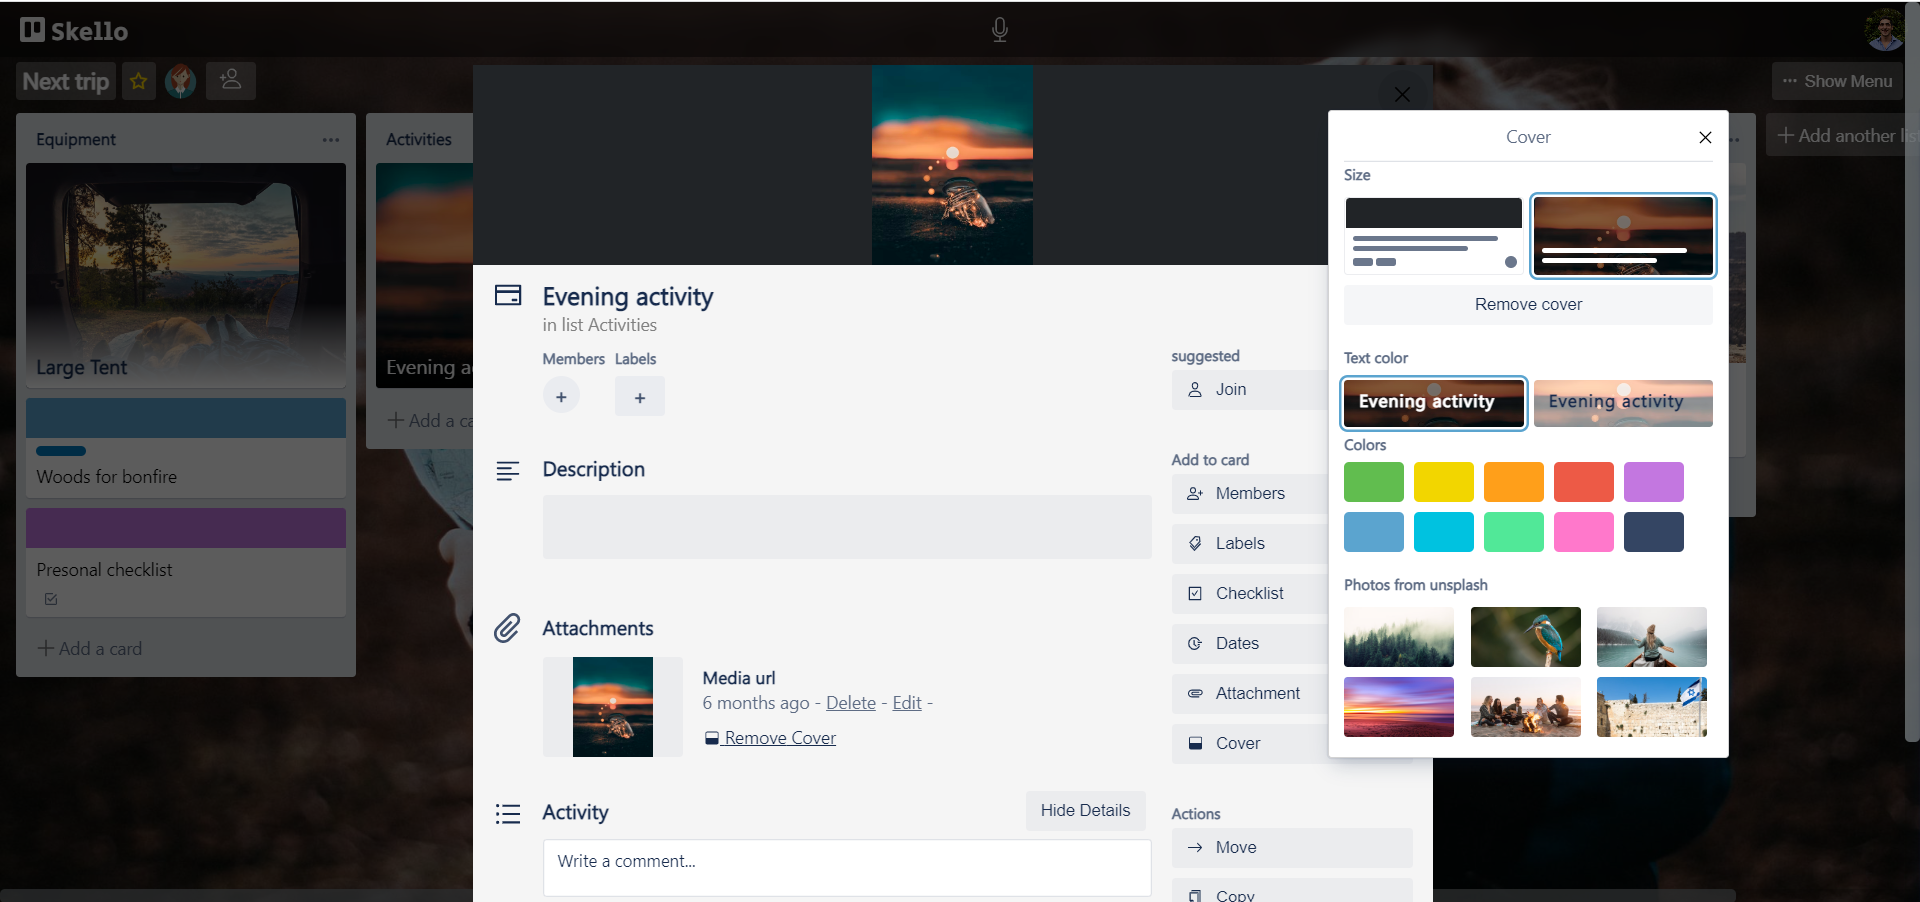 Skello
Next trip
Show Menu
Equipment
Large Tent
Woods for bonfire
Presonal checklist
Add a card
Activities
Evening a
Add a ca
Add another list
Evening activity
in list Activities
Members Labels
+ +
Description
Attachments
Media url
6 months ago - Delete - Edit -
Remove Cover
Activity
Hide Details
Write a comment...
suggested
Join
Add to card
Members
Labels
Checklist
Dates
Attachment
Cover
Actions
Move
Copy
Cover
Size
Remove cover
Text color
Evening activity Evening activity
Colors
Photos from unsplash